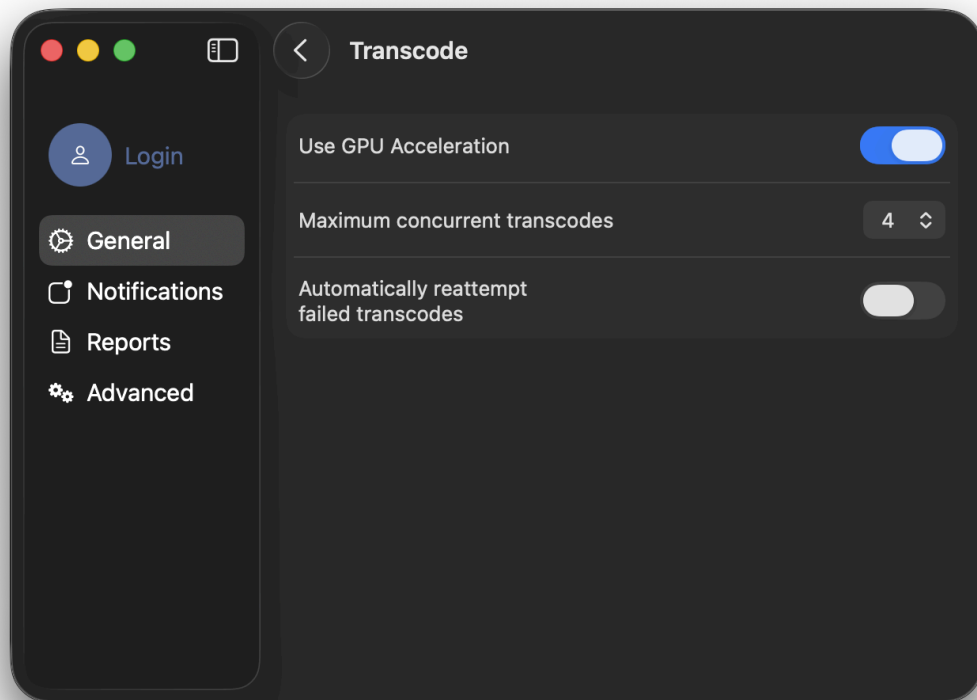 Transcode
Login
General
Notifications
Reports
Advanced
Use GPU Acceleration
Maximum concurrent transcodes
4
Automatically reattempt
failed transcodes